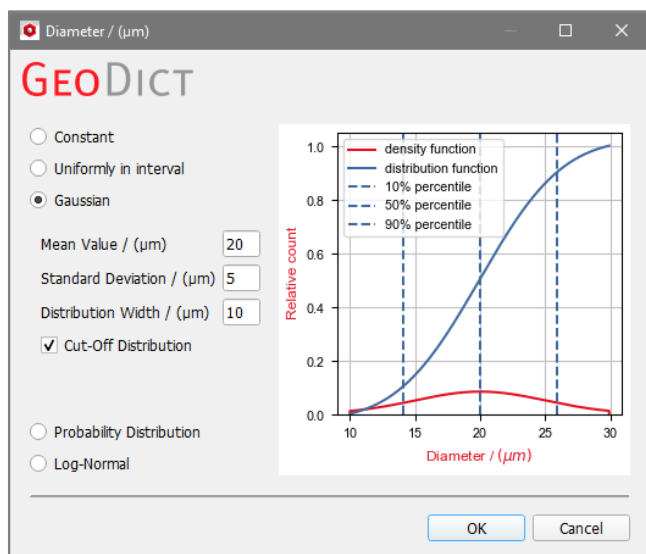 Diameter / (µm)
GEODICT
Constant
Uniformly in interval
Gaussian
Mean Value / (µm) 20
Standard Deviation / (µm) 5
Distribution Width / (µm) 10
Cut-Off Distribution
Probability Distribution
Log-Normal
1.0
0.8
0.6
0.4
0.2
0.0
Relative count
density function
distribution function
10% percentile
50% percentile
90% percentile
10 15 20 25 30
Diameter / (µm)
OK Cancel